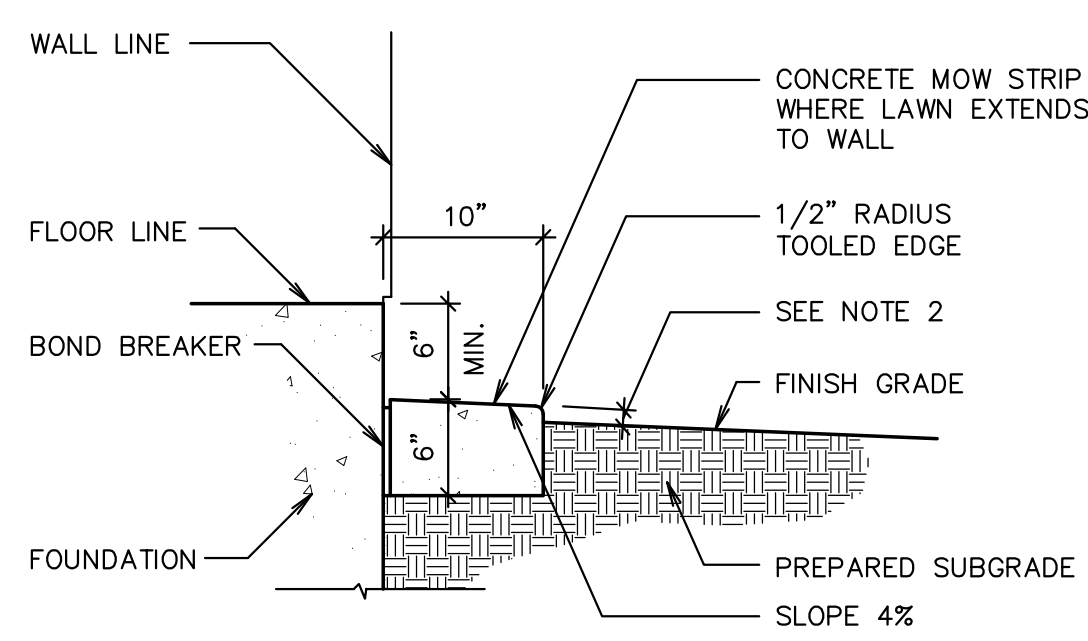 WALL LINE
CONCRETE MOW STRIP
WHERE LAWN EXTENDS
TO WALL
10”
1/2” RADIUS
TOOLED EDGE
FLOOR LINE
SEE NOTE 2
6”
MIN.
BOND BREAKER
FINISH GRADE
6”
FOUNDATION
PREPARED SUBGRADE
SLOPE 4%